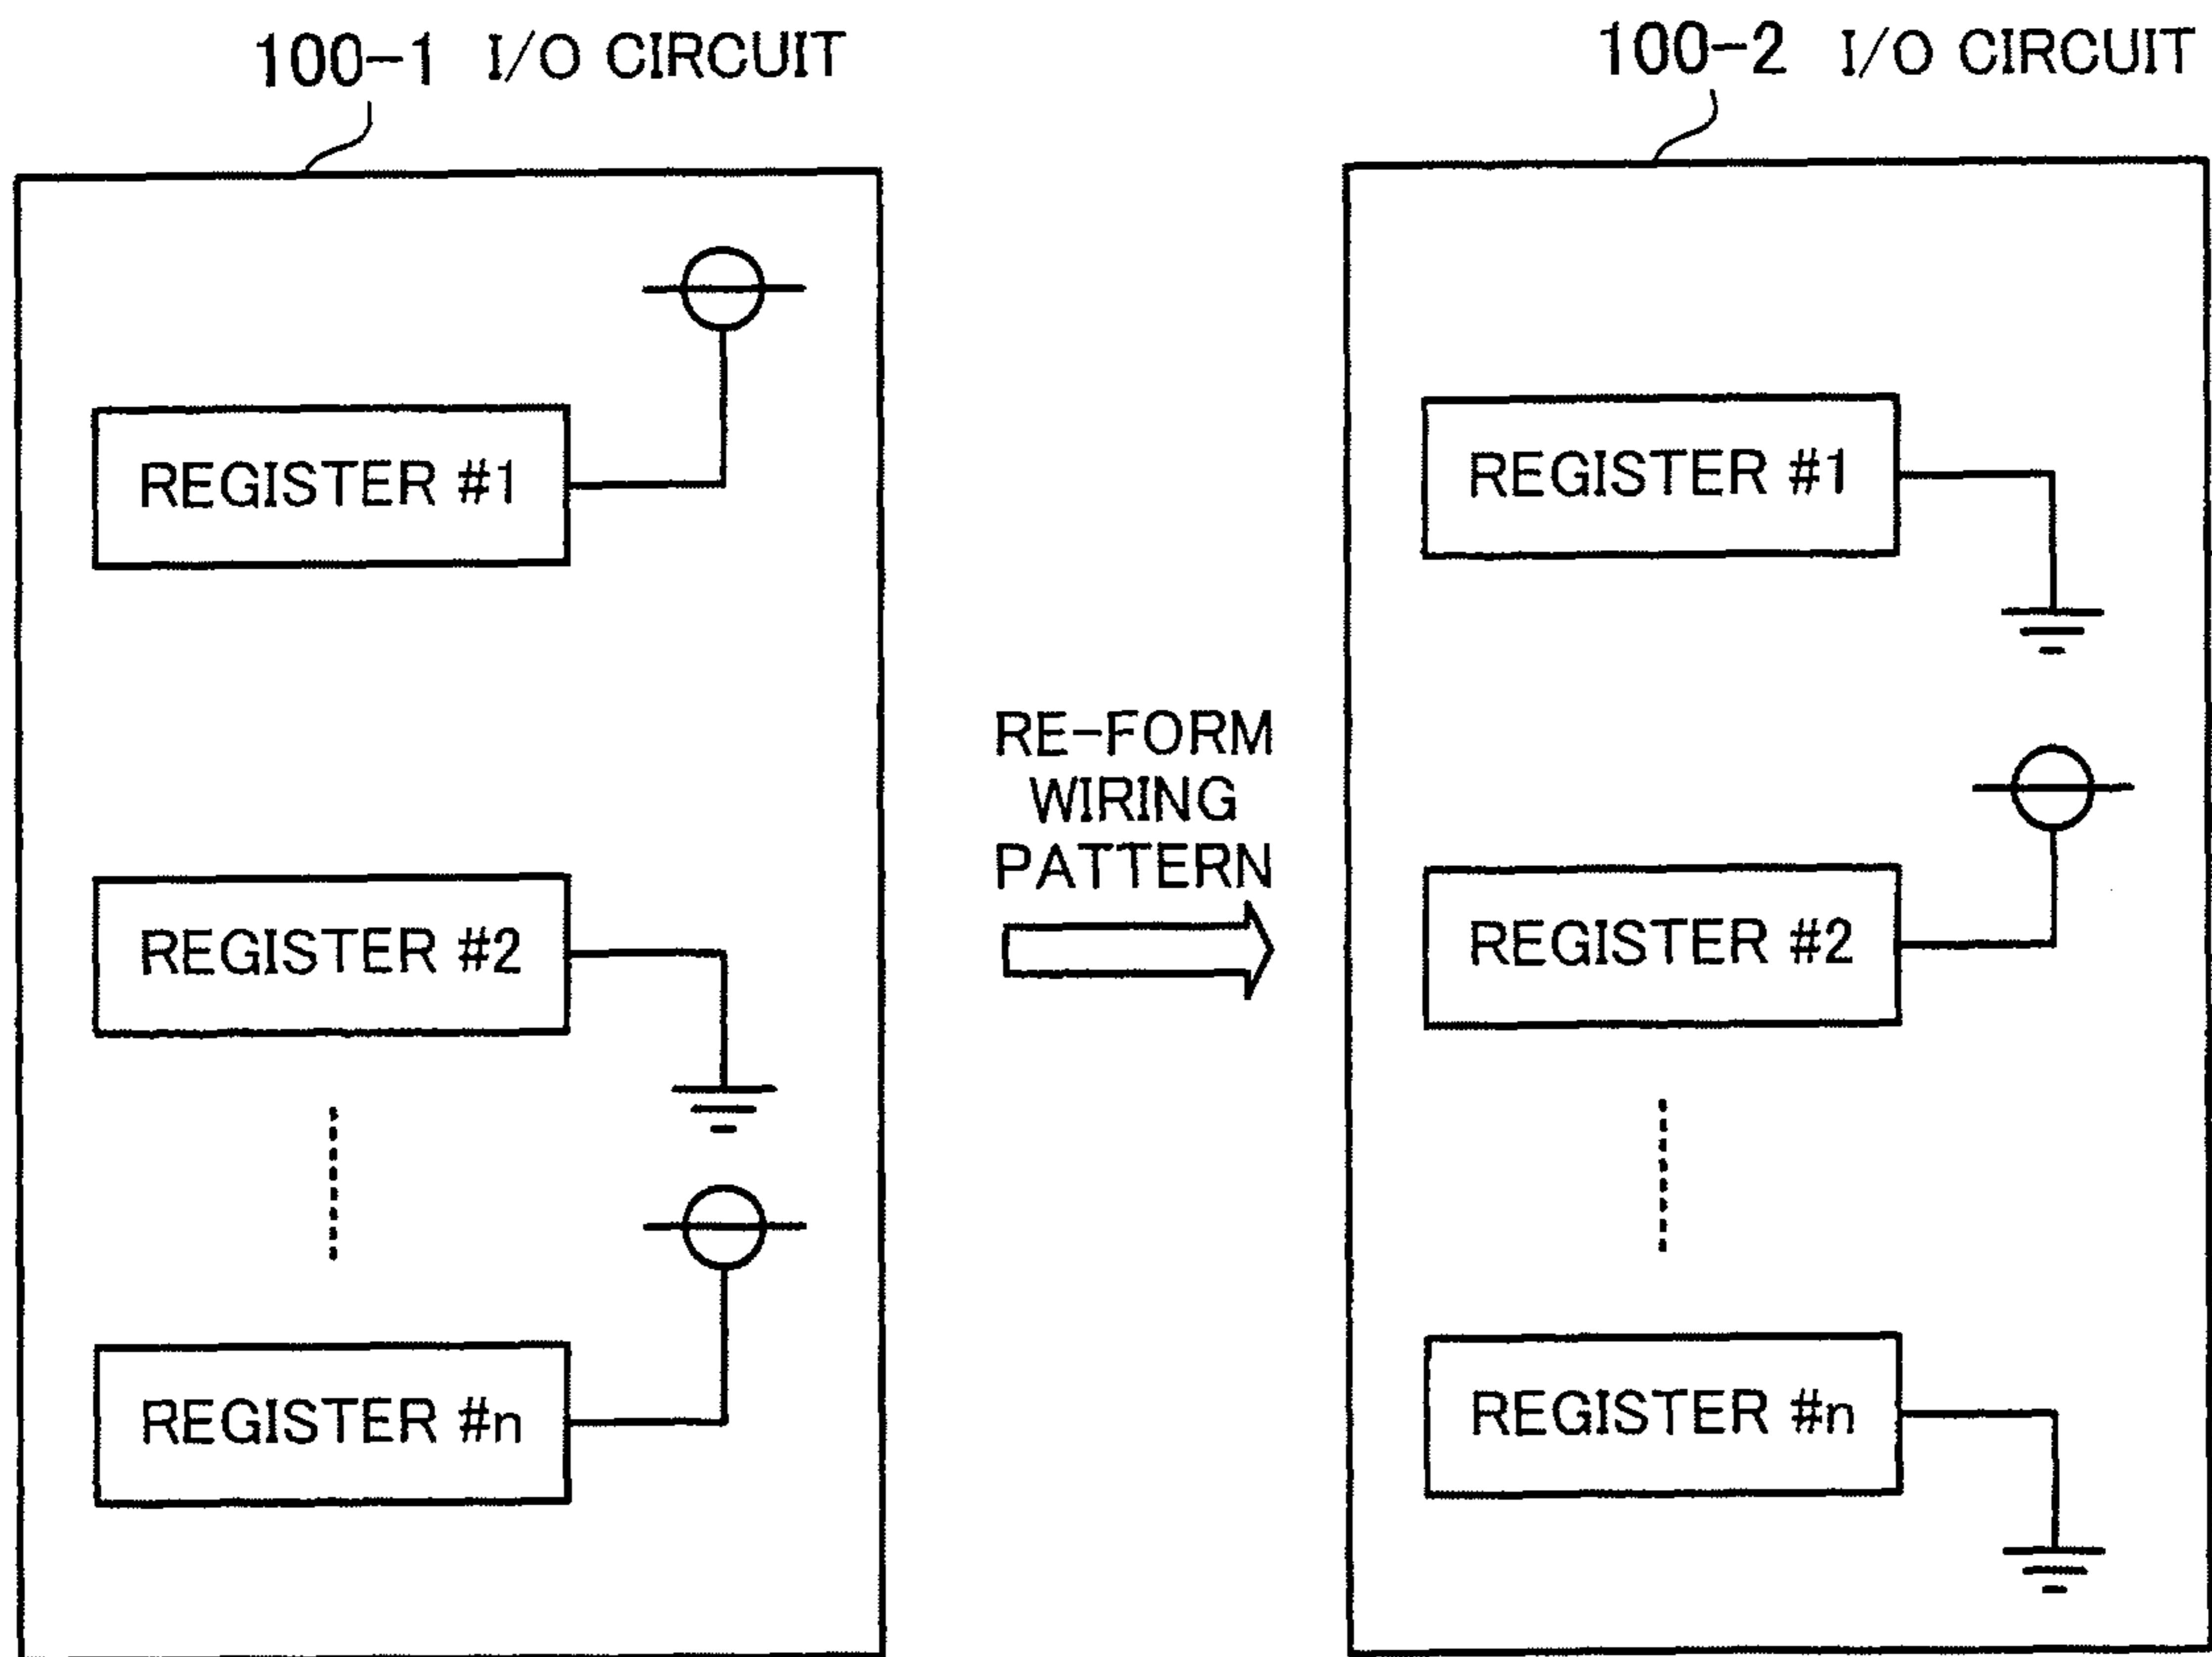 100-1 I/O CIRCUIT
REGISTER #1
REGISTER #2
REGISTER #n
RE-FORM
WIRING
PATTERN
100-2 I/O CIRCUIT
REGISTER #1
REGISTER #2
REGISTER #n